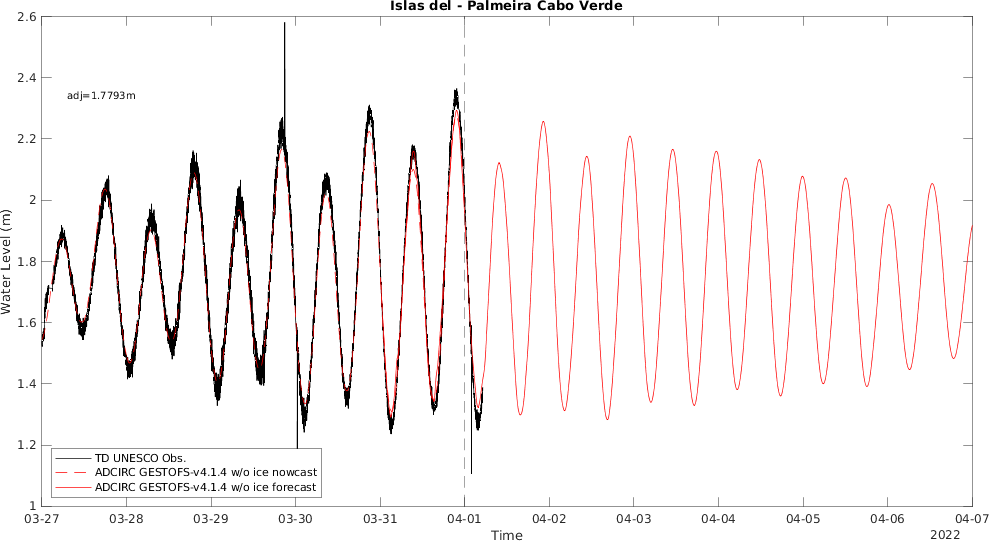 Islas del - Palmeira Cabo Verde
2.6
2.4
2.2
2
1.8
1.6
1.4
1.2
1
Water Level (m)
adj=1.7793m
TD UNESCO Obs.
ADCIRC GESTOFS-v4.1.4 w/o ice nowcast
ADCIRC GESTOFS-v4.1.4 w/o ice forecast
03-27 03-28 03-29 03-30 03-31 04-01 04-02 04-03 04-04 04-05 04-06 04-07
Time
2022